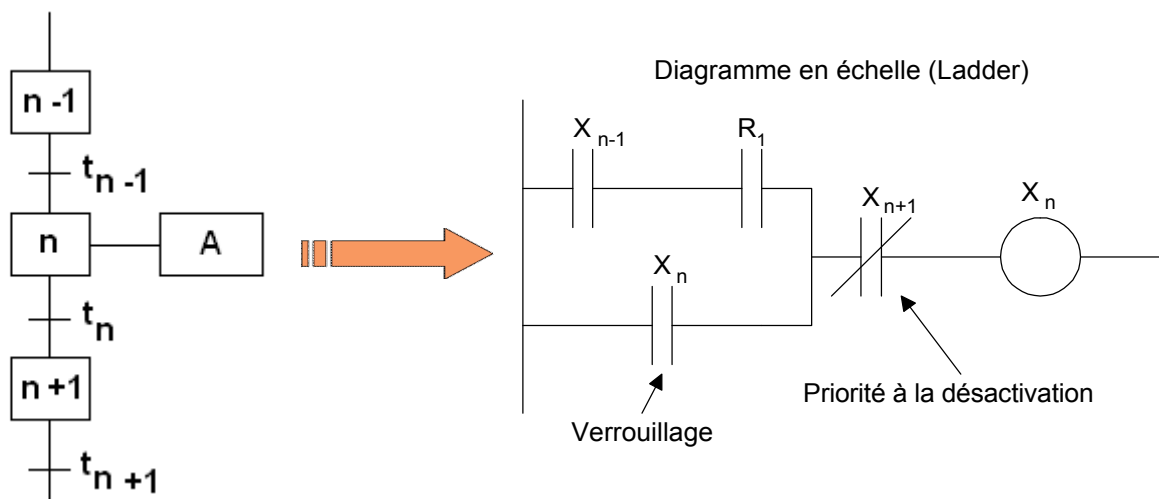 n -1
t n -1
n
A
t n
n +1
t n +1
Diagramme en échelle (Ladder)
X n-1
R 1
X n+1
X n
X n
Priorité à la désactivation
Verrouillage